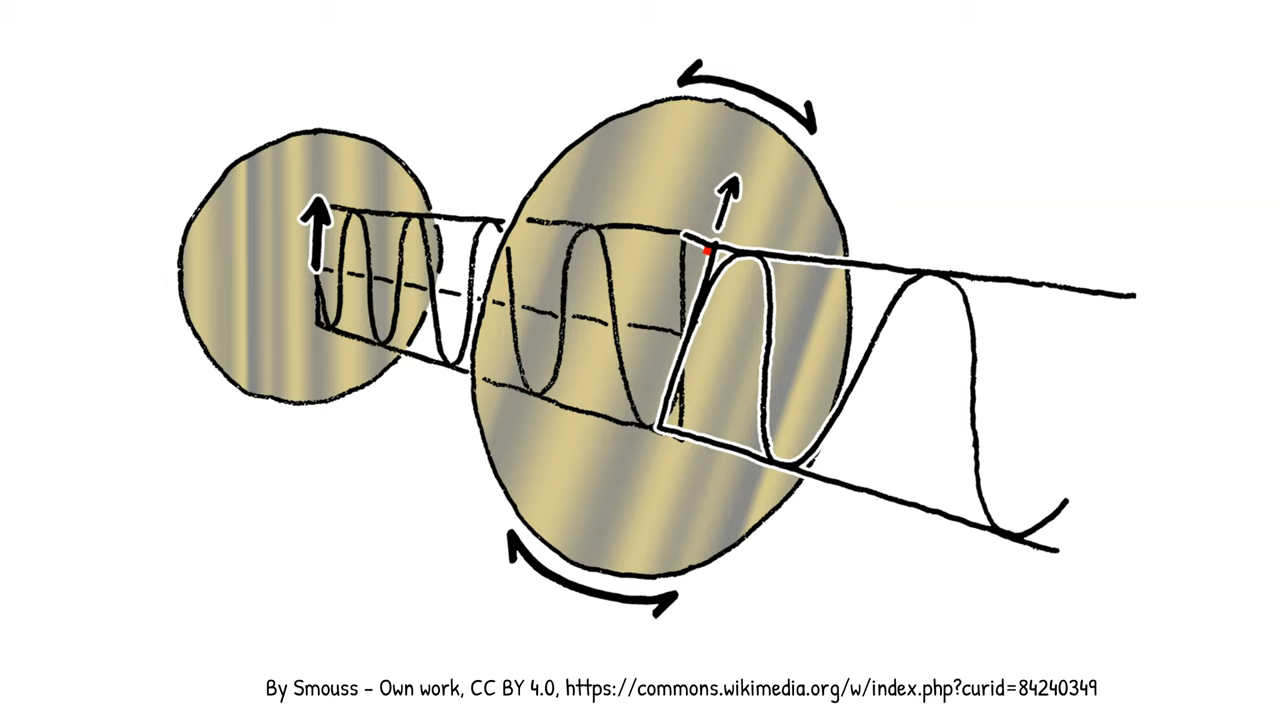 By Smouss – Own work, CC BY 4.0, https://commons.wikimedia.org/w/index.php?curid=84240349